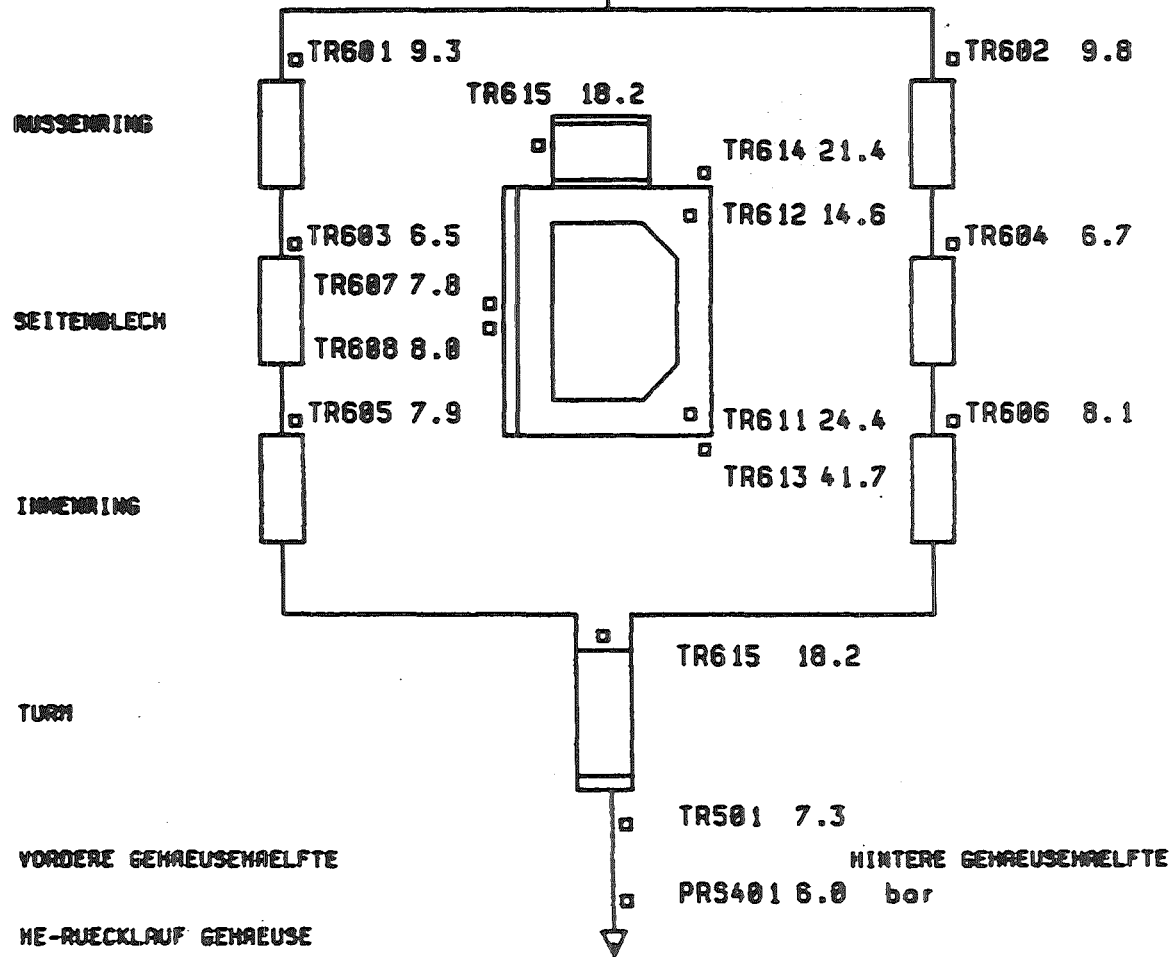 TR601 9.3
TR602 9.8
TR615 18.2
AUSSENRING
TR614 21.4
TR612 14.6
TR603 6.5
TR604 6.7
TR607 7.8
SEITENBLECH
TR608 8.0
TR605 7.9
TR611 24.4
TR606 8.1
TR613 41.7
INNENRING
TR615 18.2
TURM
TR501 7.3
VORDERE GEHAEUSEHAELFTE
HINTERE GEHAEUSEHAELFTE
PRS401 6.0 bar
HE-RUECKLAUF GEHAEUSE